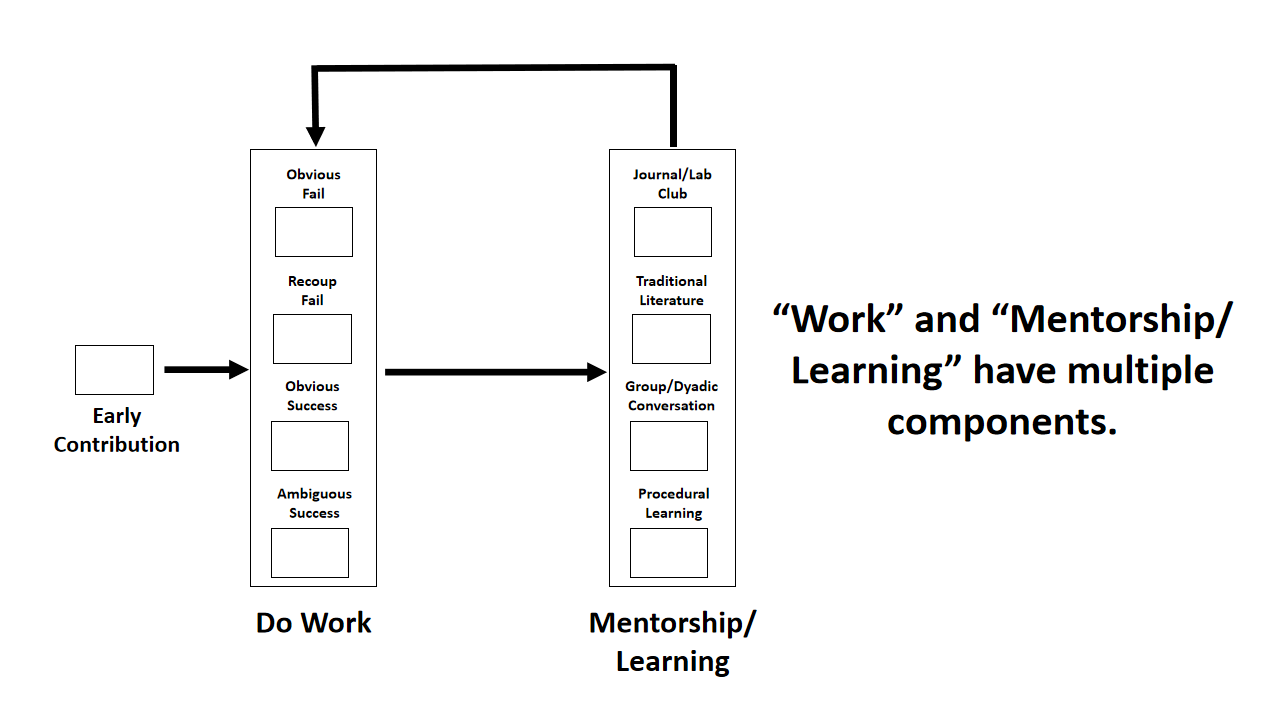 Obvious
Fail
Recoup
Fail
Obvious
Success
Ambiguous
Success
Journal/Lab
Club
Traditional
Literature
Group/Dyadic
Conversation
Procedural
Learning
Early
Contribution
Do Work
Mentorship/
Learning
“Work” and “Mentorship/
Learning” have multiple
components.